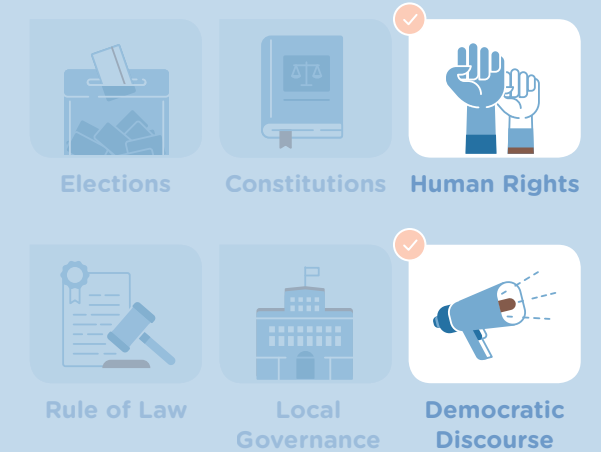 Elections
Constitutions
Human Rights
Rule of Law
Local
Governance
Democratic
Discourse